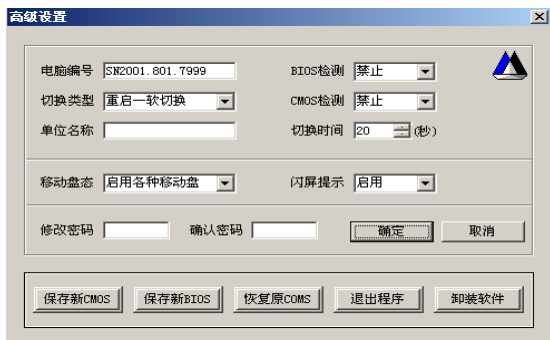 高级设置
电脑编号 SN2001.801.7999 BIOS检测 禁止
切换类型 重启一软切换 CMOS检测 禁止
单位名称 切换时间 20 (秒)
移动盘态 启用各种移动盘 闪屏提示 启用
修改密码 确认密码 确定 取消
保存新CMOS 保存新BIOS 恢复原COMS 退出程序 卸装软件